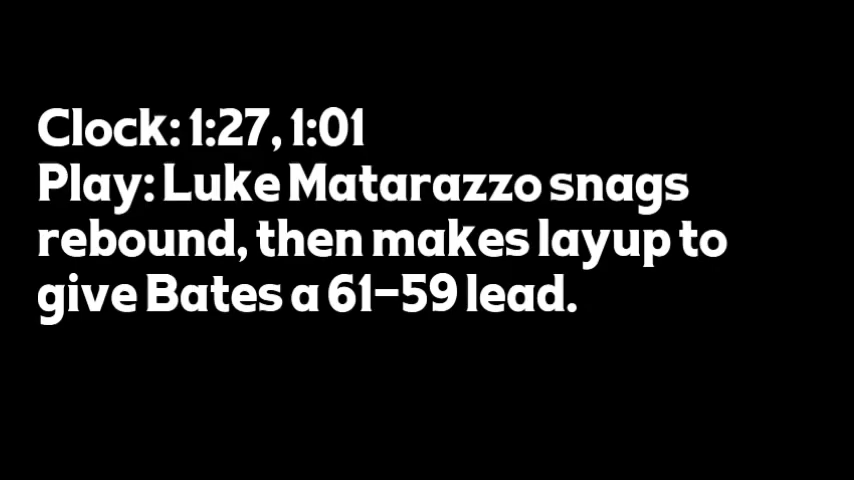 Clock: 1:27, 1:01
Play: Luke Matarazzo snags
rebound, then makes layup to
give Bates a 61-59 lead.